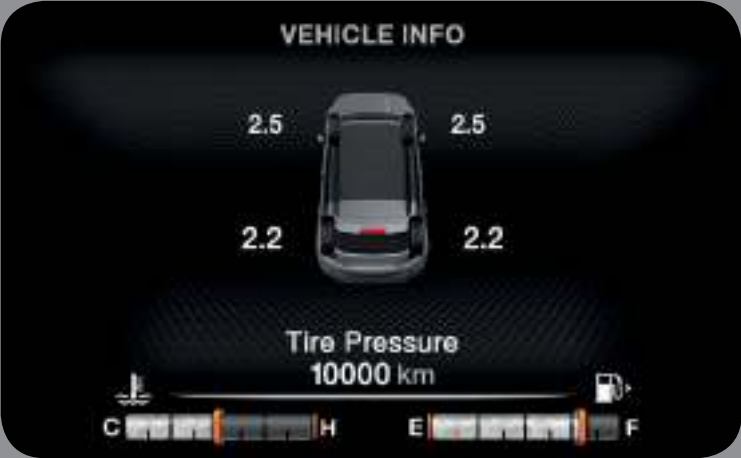 VEHICLE INFO
2.5 2.5
2.2 2.2
Tire Pressure
10000 km
C H E F